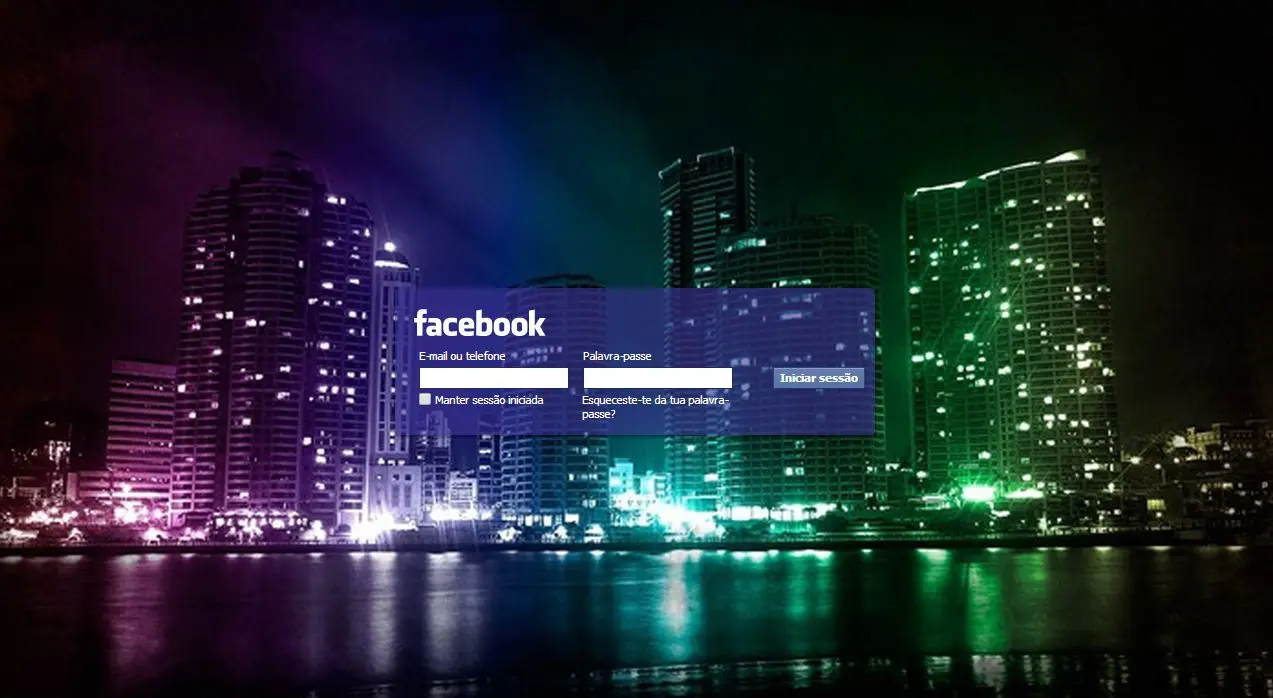 facebook
E-mail ou telefone
Palavra-passe
Iniciar sessão
Manter sessão iniciada
Esqueceste-te da tua palavra-
passe?